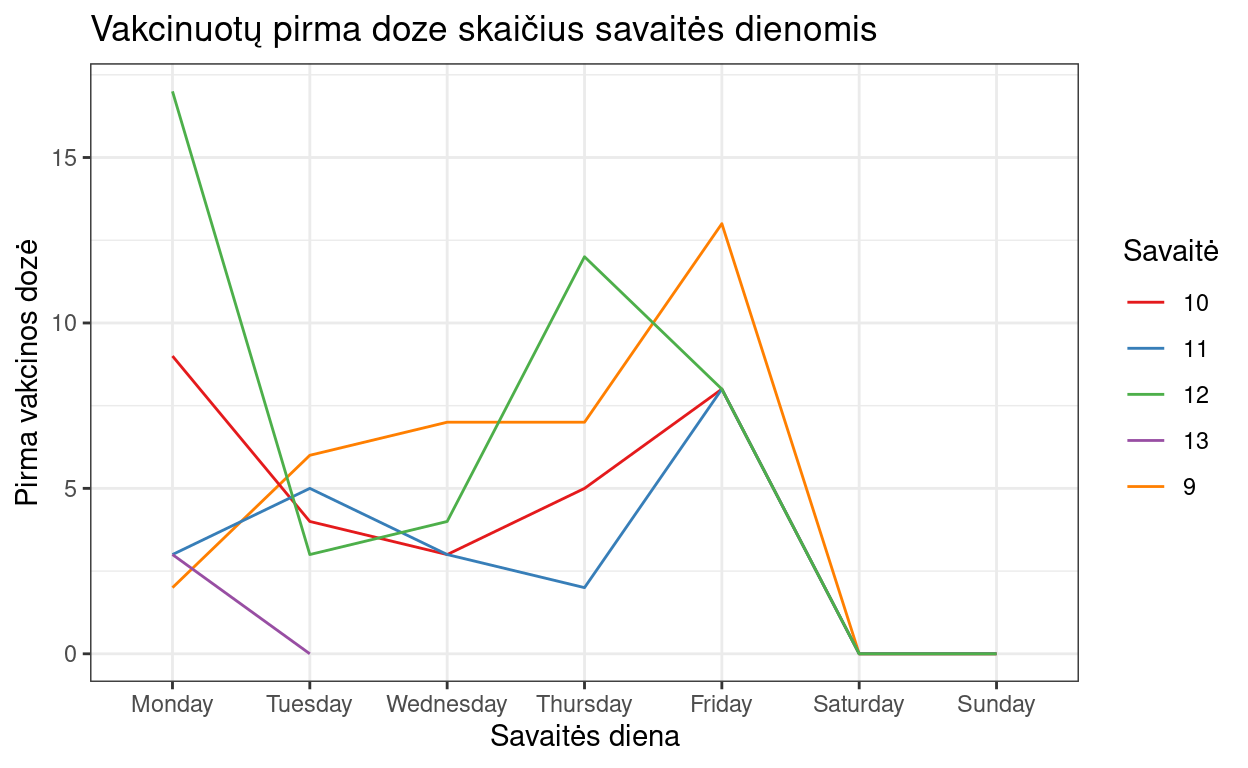 Vakcinuotų pirma doze skaičius savaitės dienomis
Pirma vakcinos dozė
15
10
5
0
Monday Tuesday Wednesday Thursday Friday Saturday Sunday
Savaitės diena
Savaitė
10
11
12
13
9